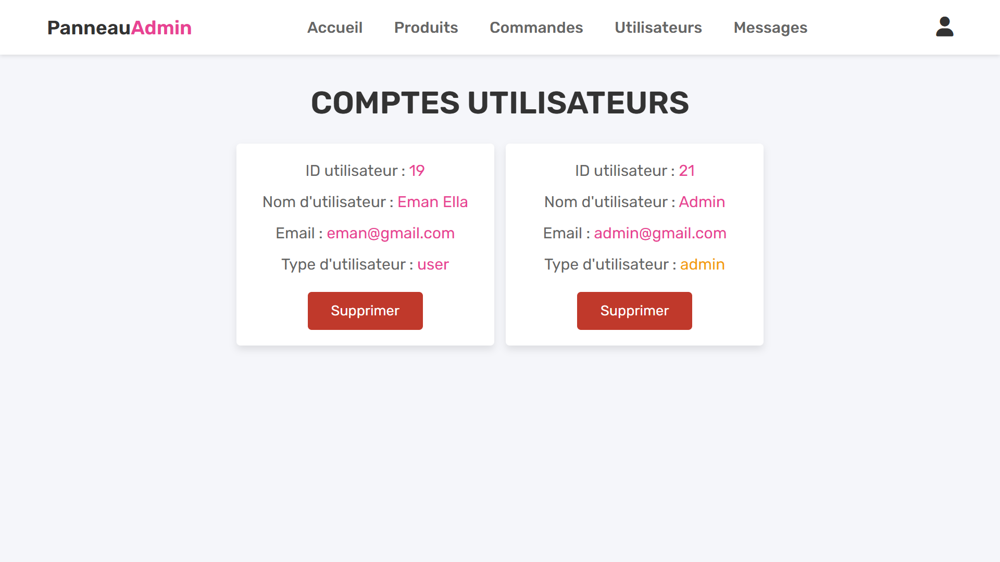 PanneauAdmin
Accueil Produits Commandes Utilisateurs Messages
COMPTES UTILISATEURS
ID utilisateur : 19
Nom d'utilisateur : Eman Ella
Email : eman@gmail.com
Type d'utilisateur : user
Supprimer
ID utilisateur : 21
Nom d'utilisateur : Admin
Email : admin@gmail.com
Type d'utilisateur : admin
Supprimer